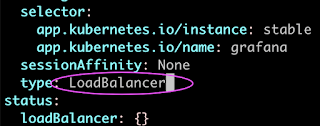 selector:
app.kubernetes.io/instance: stable
app.kubernetes.io/name: grafana
sessionAffinity: None
type: LoadBalancer
status:
loadBalancer: {}